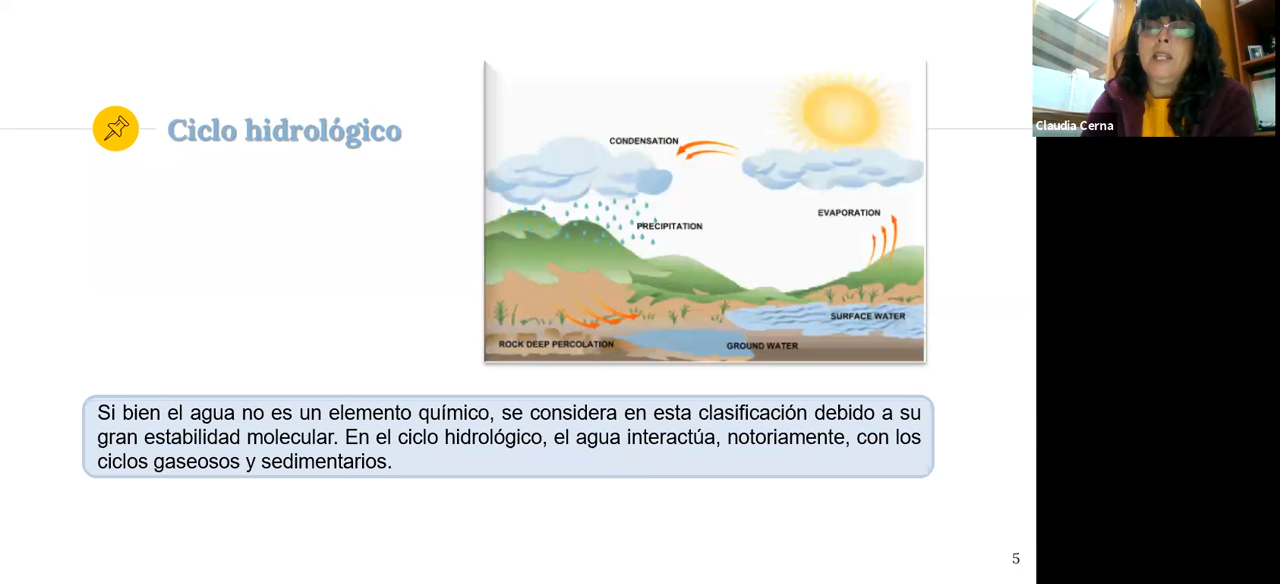 Claudia Cerna
Ciclo hidrológico
CONDENSATION
EVAPORATION
PRECIPITATION
SURFACE WATER
ROCK DEEP PERCOLATION
GROUND WATER
Si bien el agua no es un elemento químico, se considera en esta clasificación debido a su
gran estabilidad molecular. En el ciclo hidrológico, el agua interactúa, notoriamente, con los
ciclos gaseosos y sedimentarios.
5